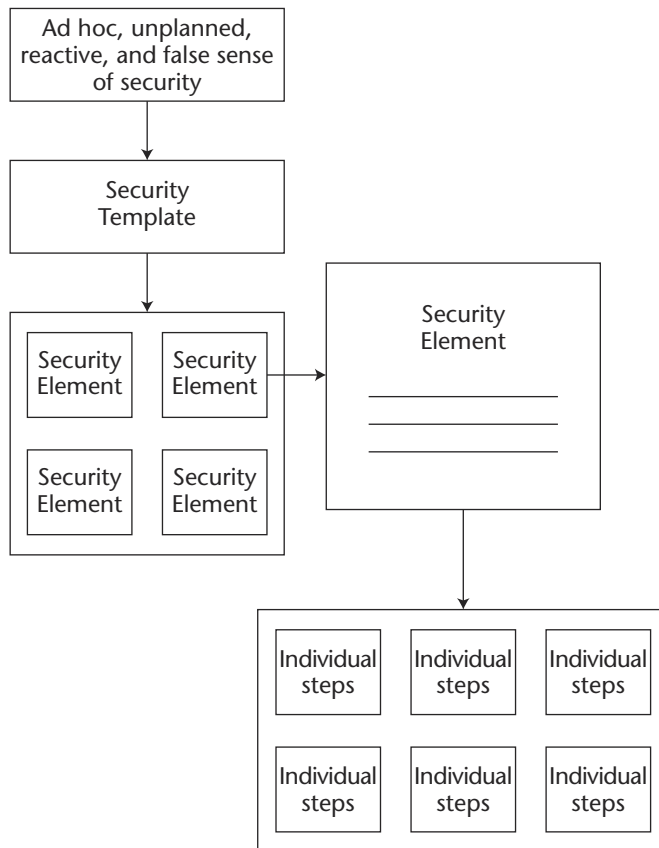 Ad hoc, unplanned,
reactive, and false sense
of security
Security
Template
Security
Element
Security
Element
Security
Element
Security
Element
Security
Element
Individual
steps
Individual
steps
Individual
steps
Individual
steps
Individual
steps
Individual
steps